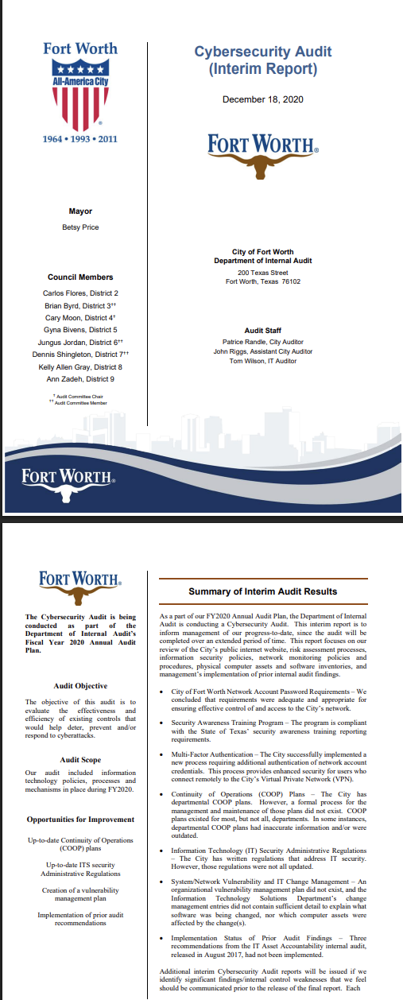 Fort Worth
All-America City
®
1964 • 1993 • 2011
Mayor
Betsy Price
Council Members
Carlos Flores, District 2
Brian Byrd, District 3††
Cary Moon, District 4†
Gyna Bivens, District 5
Jungus Jordan, District 6††
Dennis Shingleton, District 7††
Kelly Allen Gray, District 8
Ann Zadeh, District 9
† Audit Committee Chair
†† Audit Committee Member
Cybersecurity Audit
(Interim Report)
December 18, 2020
FORT WORTH®
City of Fort Worth
Department of Internal Audit
200 Texas Street
Fort Worth, Texas 76102
Audit Staff
Patrice Randle, City Auditor
John Riggs, Assistant City Auditor
Tom Wilson, IT Auditor
FORT WORTH®
FORT WORTH®
The Cybersecurity Audit is being
conducted as part of the
Department of Internal Audit's
Fiscal Year 2020 Annual Audit
Plan.
Audit Objective
The objective of this audit is to
evaluate the effectiveness and
efficiency of existing controls that
would help deter, prevent and/or
respond to cyberattacks.
Audit Scope
Our audit included information
technology policies, processes and
mechanisms in place during FY2020.
Opportunities for Improvement
Up-to-date Continuity of Operations
(COOP) plans
Up-to-date ITS security
Administrative Regulations
Creation of a vulnerability
management plan
Implementation of prior audit
recommendations
Summary of Interim Audit Results
As a part of our FY2020 Annual Audit Plan, the Department of Internal
Audit is conducting a Cybersecurity Audit. This interim report is to
inform management of our progress-to-date, since the audit will be
completed over an extended period of time. This report focuses on our
review of the City's public internet website, risk assessment processes,
information security policies, network monitoring policies and
procedures, physical computer assets and software inventories, and
management's implementation of prior internal audit findings.
• City of Fort Worth Network Account Password Requirements – We
concluded that requirements were adequate and appropriate for
ensuring effective control of and access to the City's network.
• Security Awareness Training Program – The program is compliant
with the State of Texas' security awareness training reporting
requirements.
• Multi-Factor Authentication – The City successfully implemented a
new process requiring additional authentication of network account
credentials. This process provides enhanced security for users who
connect remotely to the City's Virtual Private Network (VPN).
• Continuity of Operations (COOP) Plans – The City has
departmental COOP plans. However, a formal process for the
management and maintenance of those plans did not exist. COOP
plans existed for most, but not all, departments. In some instances,
departmental COOP plans had inaccurate information and/or were
outdated.
• Information Technology (IT) Security Administrative Regulations
– The City has written regulations that address IT security.
However, those regulations were not all updated.
• System/Network Vulnerability and IT Change Management – An
organizational vulnerability management plan did not exist, and the
Information Technology Solutions Department's change
management entries did not contain sufficient detail to explain what
software was being changed, nor which computer assets were
affected by the change(s).
• Implementation Status of Prior Audit Findings – Three
recommendations from the IT Asset Accountability internal audit,
released in August 2017, had not been implemented.
Additional interim Cybersecurity Audit reports will be issued if we
identify significant findings/internal control weaknesses that we feel
should be communicated prior to the release of the final report. Each